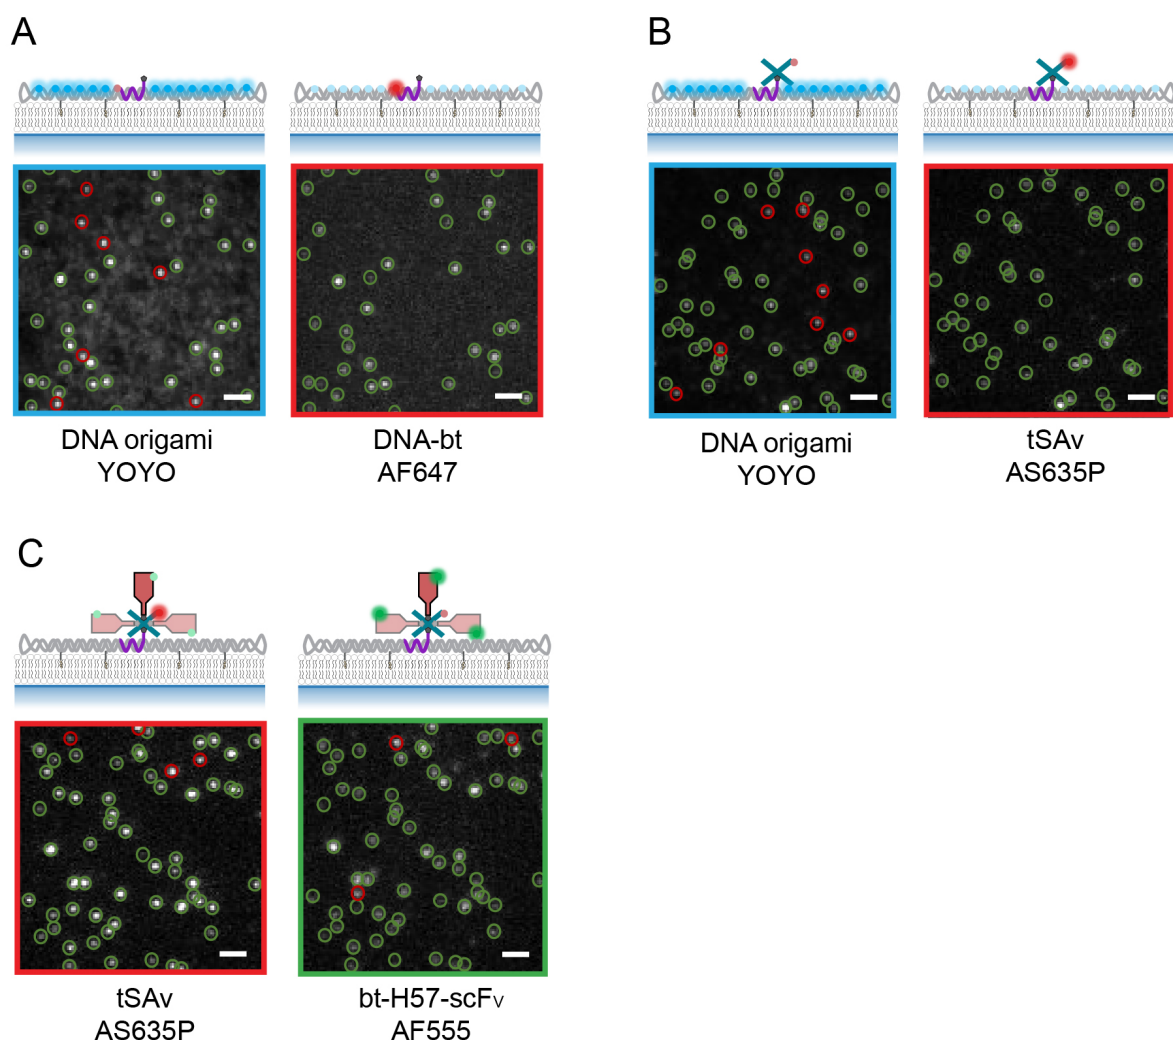 A
B
DNA origami
YOYO
DNA-bt
AF647
DNA origami
YOYO
tSAv
AS635P
C
tSAv
AS635P
bt-H57-scFv
AF555